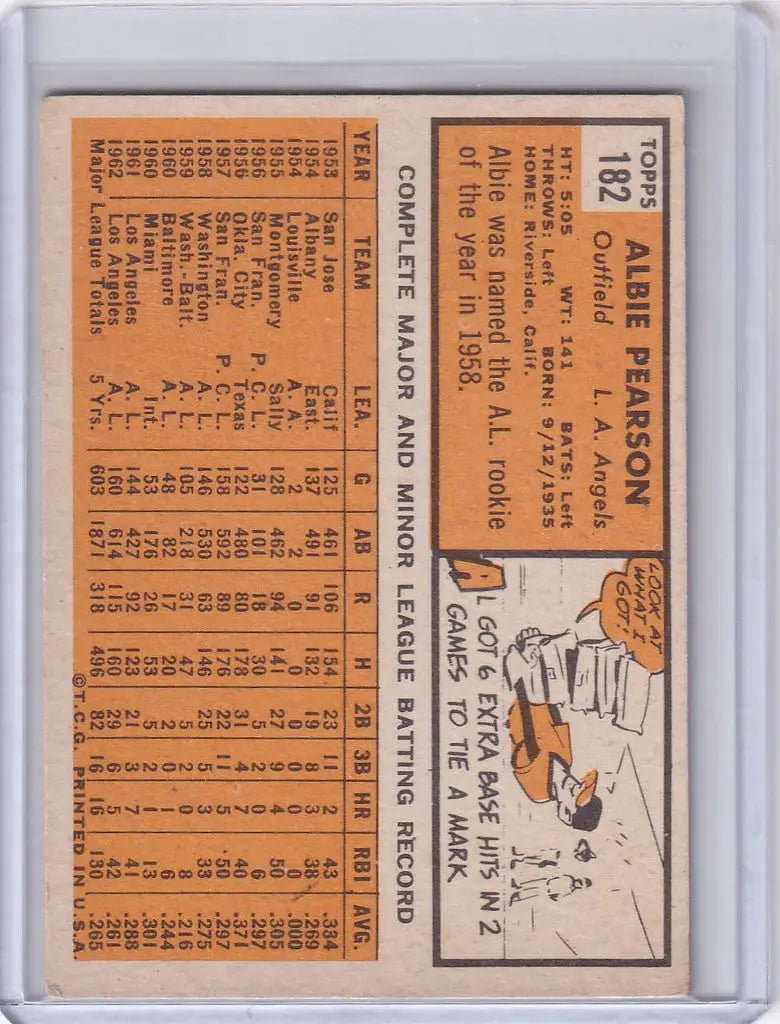 TOPPS
182
ALBIE PEARSON
Outfield L. A. Angels
HT: 5:05 WT: 141 BATS: Left
THROWS: Left BORN: 9/12/1935
HOME: Riverside, Calif.
Albie was named the A.L. rookie
of the year in 1958.
LOOK AT
WHAT I
GOT!
AL GOT 6 EXTRA BASE HITS IN 2
GAMES TO TIE A MARK
COMPLETE MAJOR AND MINOR LEAGUE BATTING RECORD
YEAR TEAM LEA. G AB R H 2B 3B HR RBI AVG.
1953 San Jose Calif 125 461 106 154 23 11 2 43 .334
1954 Albany East. 137 491 91 132 19 8 3 38 .269
1954 Louisville A. A. 2 2 0 0 0 0 0 0 .000
1955 Montgomery Sally 128 462 94 141 27 9 4 50 .305
1956 San Fran. P. C. L. 31 101 18 30 5 2 0 6 .297
1956 Okla City Texas 122 480 80 178 31 4 7 40 .371
1957 San Fran. P. C. L. 158 592 89 176 22 11 5 50 .297
1958 Washington A. L. 146 530 63 146 25 5 3 33 .275
1959 Wash.-Balt. A. L. 105 218 31 47 5 2 0 8 .216
1960 Baltimore A. L. 48 82 17 20 2 0 1 6 .244
1960 Miami Int. 53 176 26 53 5 2 1 13 .301
1961 Los Angeles A. L. 144 427 92 123 21 3 7 41 .288
1962 Los Angeles A. L. 160 614 115 160 29 6 5 42 .261
Major League Totals 5 Yrs. 603 1871 318 496 82 16 16 130 .265
©T.C.G. PRINTED IN U.S.A.